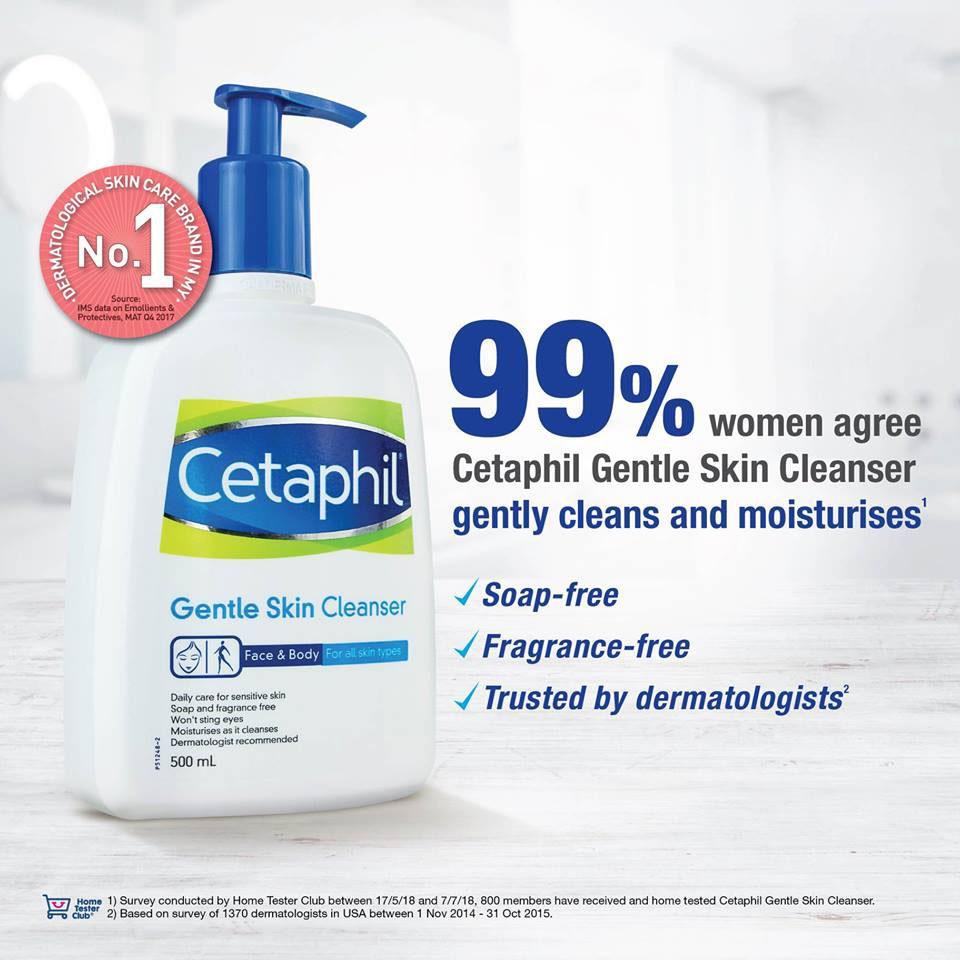 DERMATOLOGICAL SKIN CARE BRAND IN MY
No.1
Source:
IMS data on Emollients &
Protectives, MAT Q4 2017
Cetaphil®
Gentle Skin Cleanser
Face & Body For all skin types
Daily care for sensitive skin
Soap and fragrance free
Won't sting eyes
Moisturises as it cleanses
Dermatologist recommended
500 mL
P51248-2
99% women agree
Cetaphil Gentle Skin Cleanser
gently cleans and moisturises¹
Soap-free
Fragrance-free
Trusted by dermatologists²
Home
Tester
Club®
1) Survey conducted by Home Tester Club between 17/5/18 and 7/7/18, 800 members have received and home tested Cetaphil Gentle Skin Cleanser.
2) Based on survey of 1370 dermatologists in USA between 1 Nov 2014 - 31 Oct 2015.